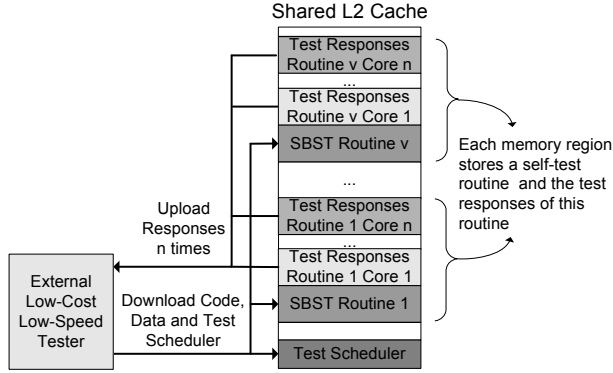 Shared L2 Cache
Test Responses
Routine v Core n
...
Test Responses
Routine v Core 1
SBST Routine v
...
Test Responses
Routine 1 Core n
...
Test Responses
Routine 1 Core 1
SBST Routine 1
Test Scheduler
Each memory region
stores a self-test
routine and the test
responses of this
routine
Upload
Responses
n times
External
Low-Cost
Low-Speed
Tester
Download Code,
Data and Test
Scheduler